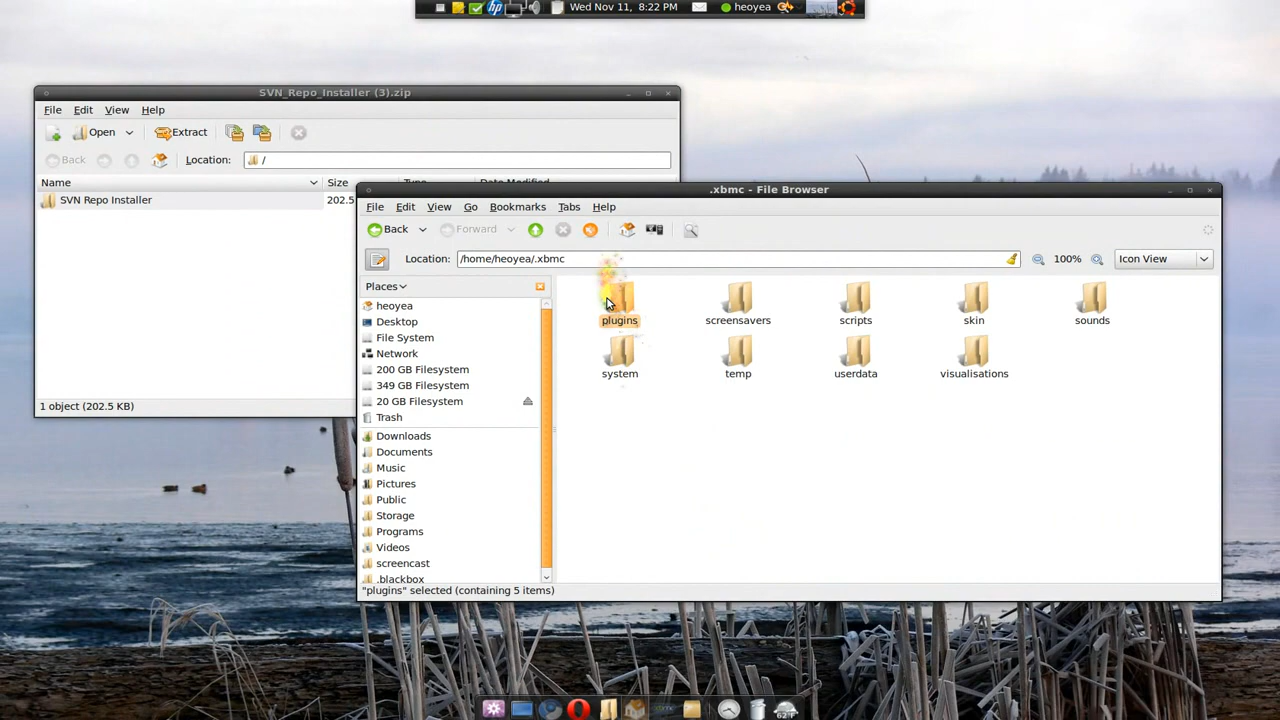 Wed Nov 11, 8:22 PM heoyea
SVN_Repo_Installer (3).zip
File Edit View Help
Open Extract
Back Location: /
Name Size
SVN Repo Installer 202.5
1 object (202.5 KB)
.xbmc - File Browser
File Edit View Go Bookmarks Tabs Help
Back Forward
Location: /home/heoyea/.xbmc 100% Icon View
Places
heoyea
Desktop
File System
Network
200 GB Filesystem
349 GB Filesystem
20 GB Filesystem
Trash
Downloads
Documents
Music
Pictures
Public
Storage
Programs
Videos
screencast
.blackbox
plugins screensavers scripts skin sounds
system temp userdata visualisations
"plugins" selected (containing 5 items)
62°F